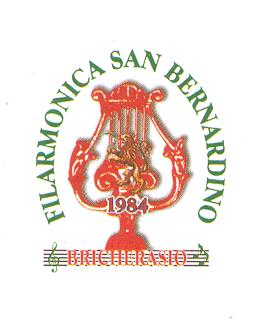 FILARMONICA SAN BERNARDINO
1984
BRICHERASIO